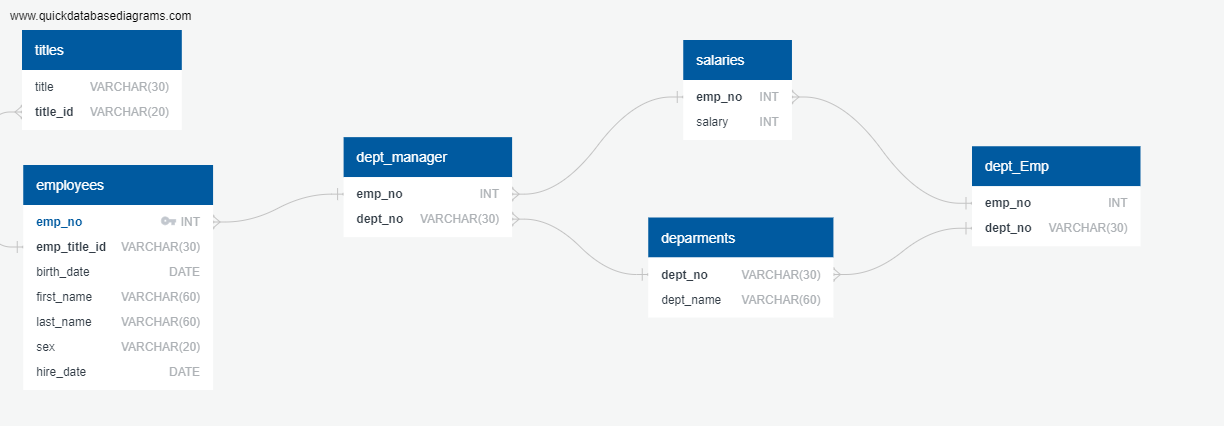 www.quickdatabasediagrams.com
titles
title VARCHAR(30)
title_id VARCHAR(20)
employees
emp_no INT
emp_title_id VARCHAR(30)
birth_date DATE
first_name VARCHAR(60)
last_name VARCHAR(60)
sex VARCHAR(20)
hire_date DATE
dept_manager
emp_no INT
dept_no VARCHAR(30)
salaries
emp_no INT
salary INT
deparments
dept_no VARCHAR(30)
dept_name VARCHAR(60)
dept_Emp
emp_no INT
dept_no VARCHAR(30)